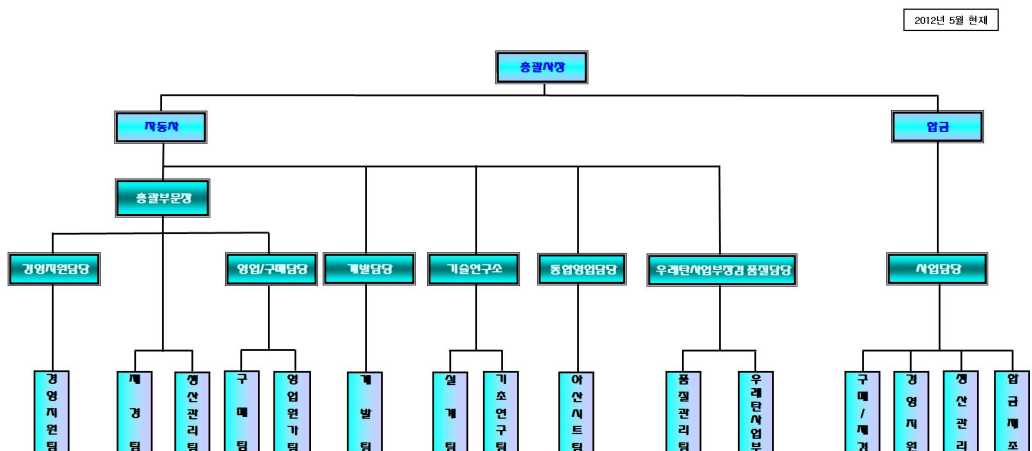 2012년 5월 현재
총괄사장
자동차
합금
총괄부문장
경영지원담당
영업/구매담당
개발담당
기술연구소
통합영업담당
우레탄사업부장겸 품질담당
사업담당
경영지원팀
재경팀
생산관리팀
구매팀
영업원가팀
개발팀
설계팀
기초연구팀
아산시트팀
품질관리팀
우레탄사업부
구매/재경
경영지원
생산관리
합금제조